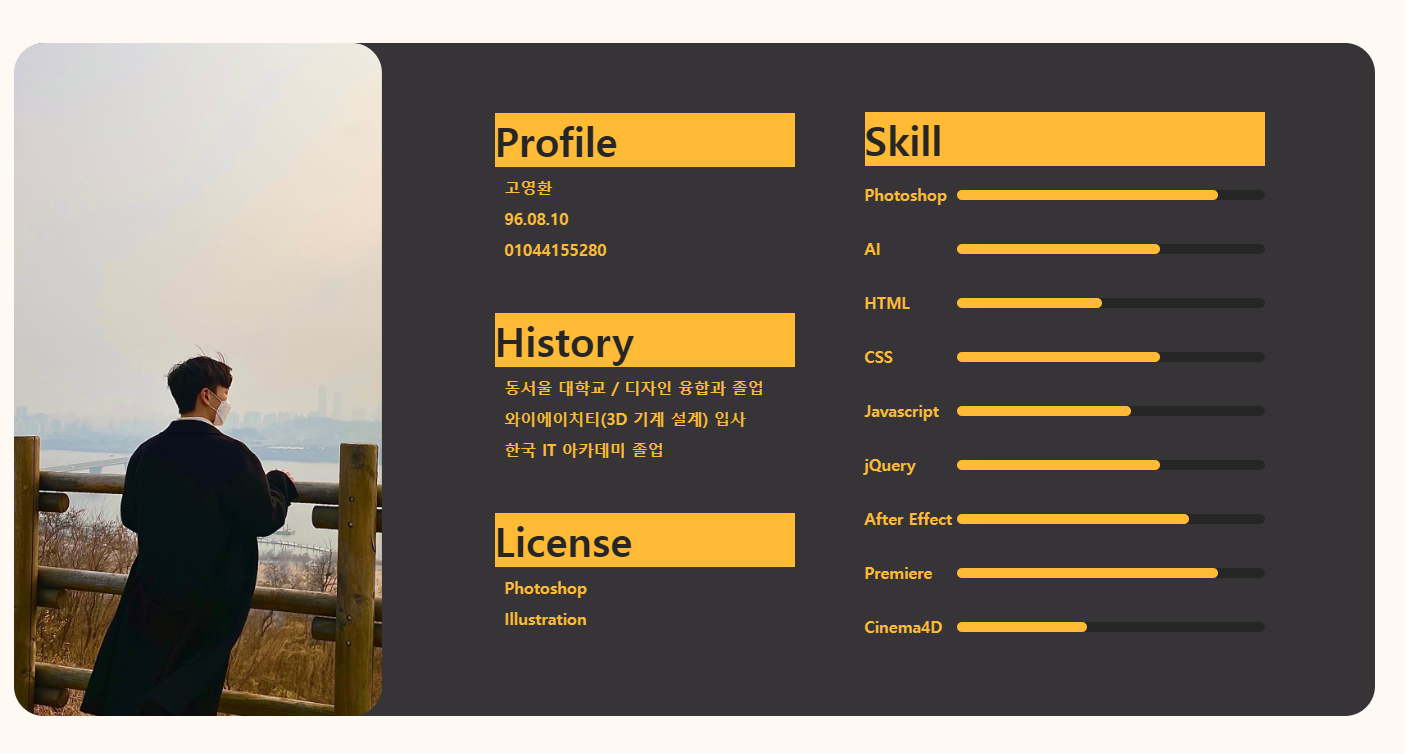 Profile
고영환
96.08.10
01044155280
History
동서울 대학교 / 디자인 융합과 졸업
와이에이치티(3D 기계 설계) 입사
한국 IT 아카데미 졸업
License
Photoshop
Illustration
Skill
Photoshop
AI
HTML
CSS
Javascript
jQuery
After Effect
Premiere
Cinema4D